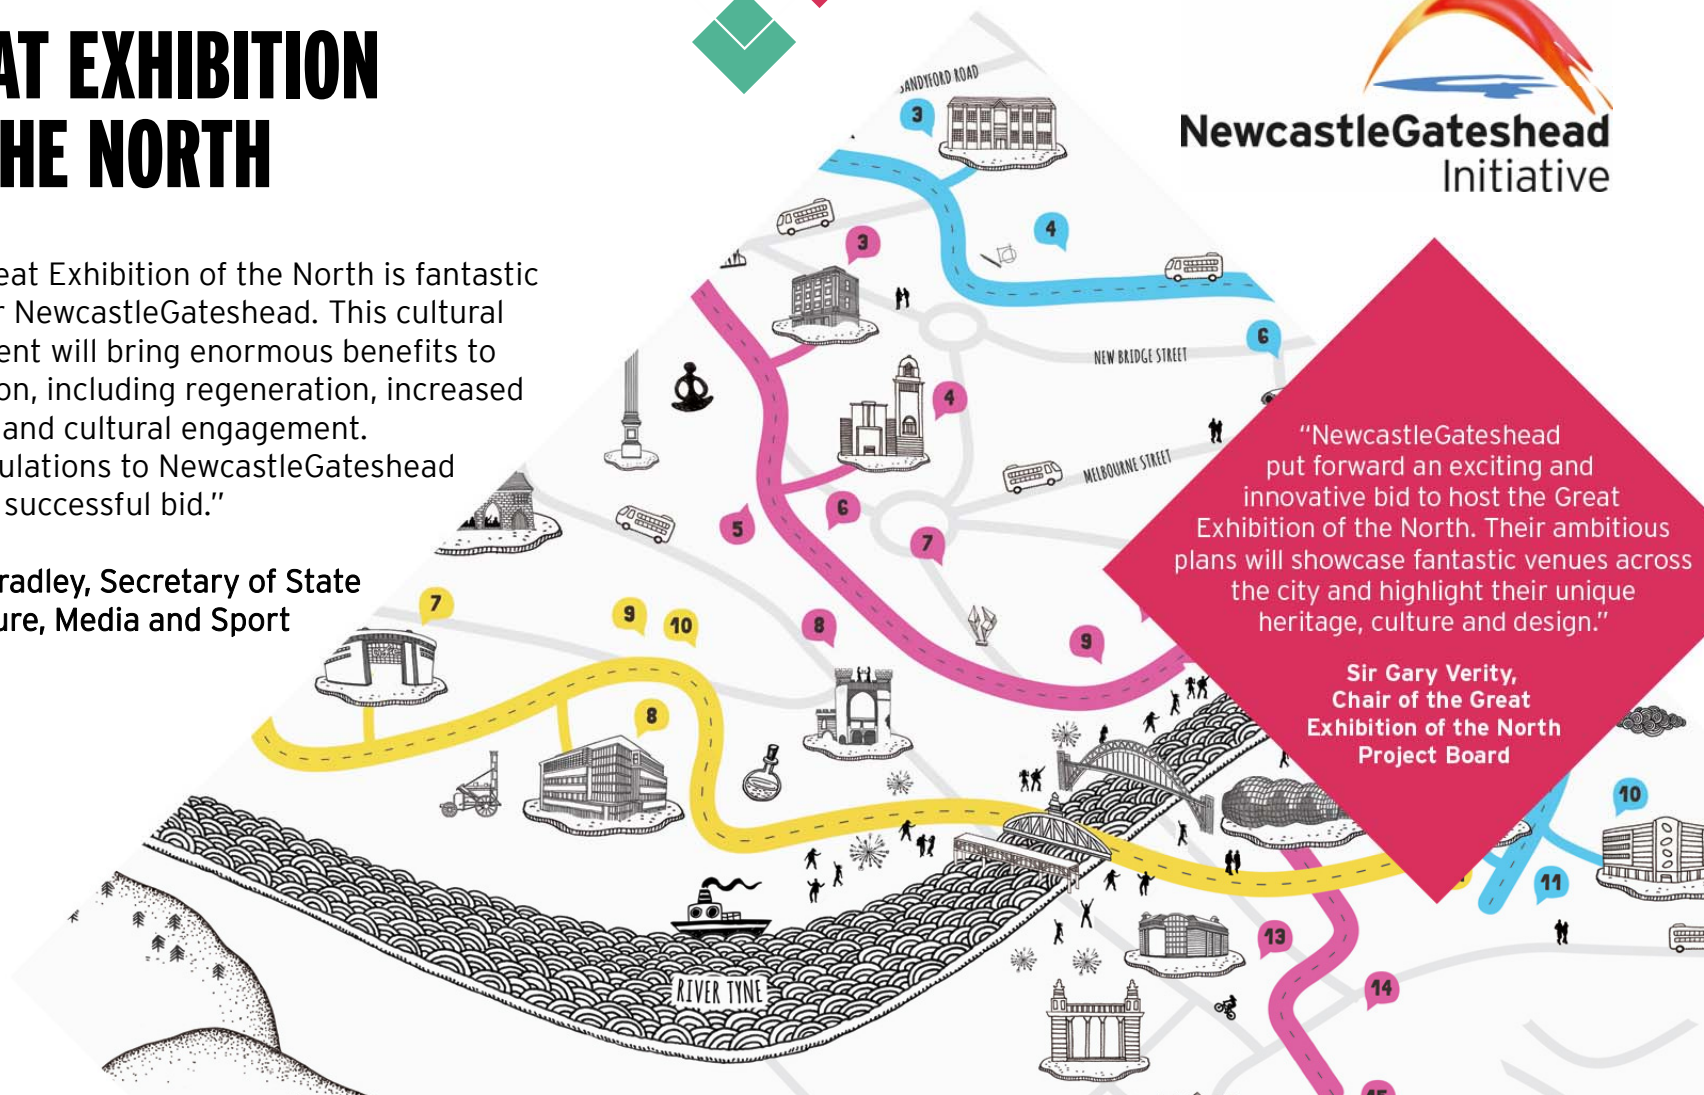 AT EXHIBITION
HE NORTH
eat Exhibition of the North is fantastic
r NewcastleGateshead. This cultural
ent will bring enormous benefits to
on, including regeneration, increased
and cultural engagement.
ulations to NewcastleGateshead
successful bid.”
radley, Secretary of State
ure, Media and Sport
NewcastleGateshead
Initiative
ANDYFORD ROAD
3
3
4
6
NEW BRIDGE STREET
4
MELBOURNE STREET
5
6
7
7
9
10
8
9
8
“NewcastleGateshead
put forward an exciting and
innovative bid to host the Great
Exhibition of the North. Their ambitious
plans will showcase fantastic venues across
the city and highlight their unique
heritage, culture and design.”
Sir Gary Verity,
Chair of the Great
Exhibition of the North
Project Board
10
11
13
14
15
RIVER TYNE